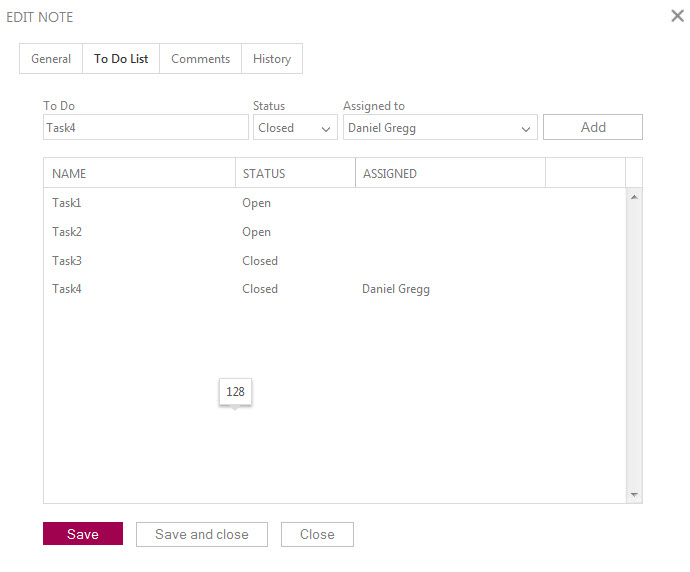 EDIT NOTE
General To Do List Comments History
To Do Status Assigned to
Task4 Closed Daniel Gregg Add
NAME STATUS ASSIGNED
Task1 Open
Task2 Open
Task3 Closed
Task4 Closed Daniel Gregg
128
Save Save and close Close